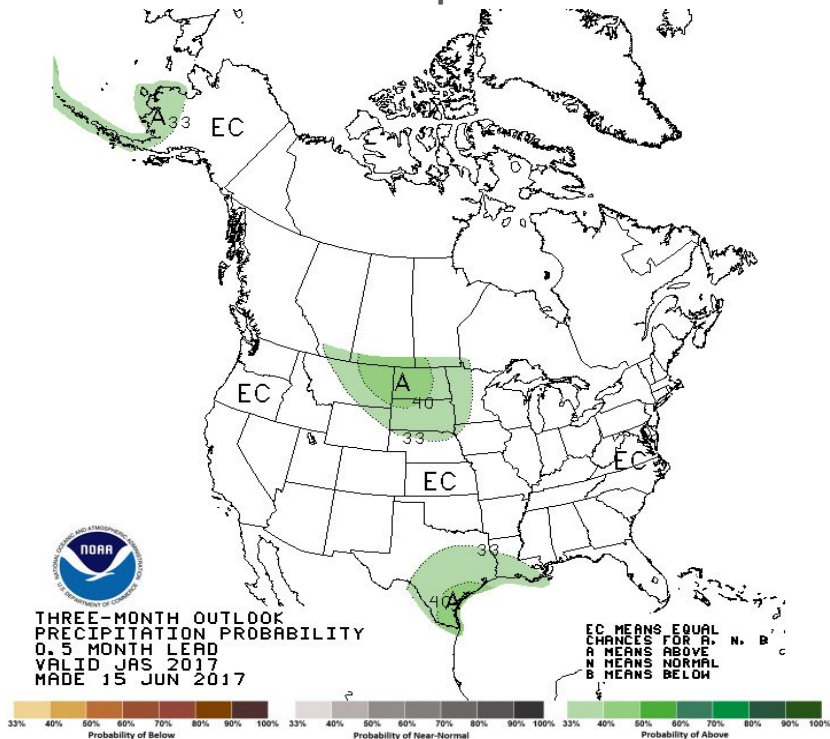 A33
EC
A
40
33
EC
EC
EC
33
40
A
NATIONAL OCEANIC AND ATMOSPHERIC ADMINISTRATION
NOAA
U.S. DEPARTMENT OF COMMERCE
THREE-MONTH OUTLOOK
PRECIPITATION PROBABILITY
0.5 MONTH LEAD
VALID JAS 2017
MADE 15 JUN 2017
EC MEANS EQUAL
CHANCES FOR A, N, B
A MEANS ABOVE
N MEANS NORMAL
B MEANS BELOW
33% 40% 50% 60% 70% 80% 90% 100%
Probability of Below
33% 40% 50% 60% 70% 80% 90% 100%
Probability of Near-Normal
33% 40% 50% 60% 70% 80% 90% 100%
Probability of Above